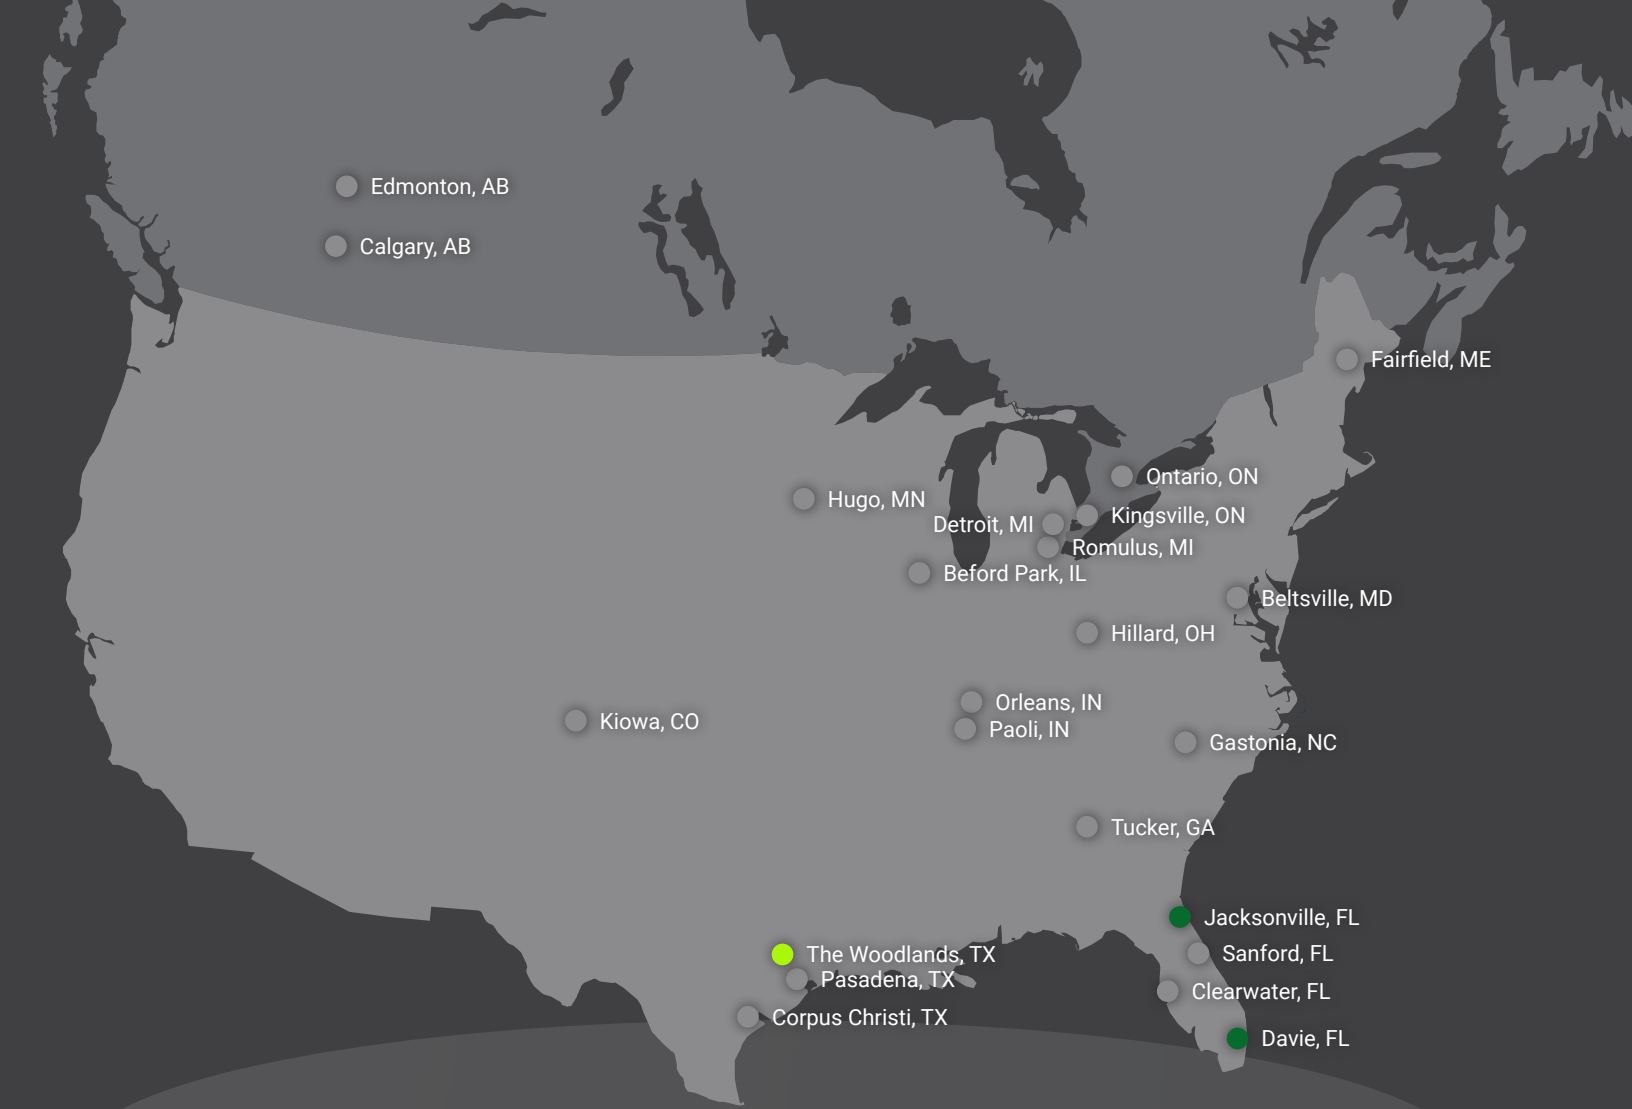 Edmonton, AB
Calgary, AB
Fairfield, ME
Ontario, ON
Hugo, MN
Kingsville, ON
Detroit, MI
Romulus, MI
Beford Park, IL
Beltsville, MD
Hillard, OH
Orleans, IN
Kiowa, CO
Paoli, IN
Gastonia, NC
Tucker, GA
Jacksonville, FL
Sanford, FL
The Woodlands, TX
Pasadena, TX
Clearwater, FL
Corpus Christi, TX
Davie, FL